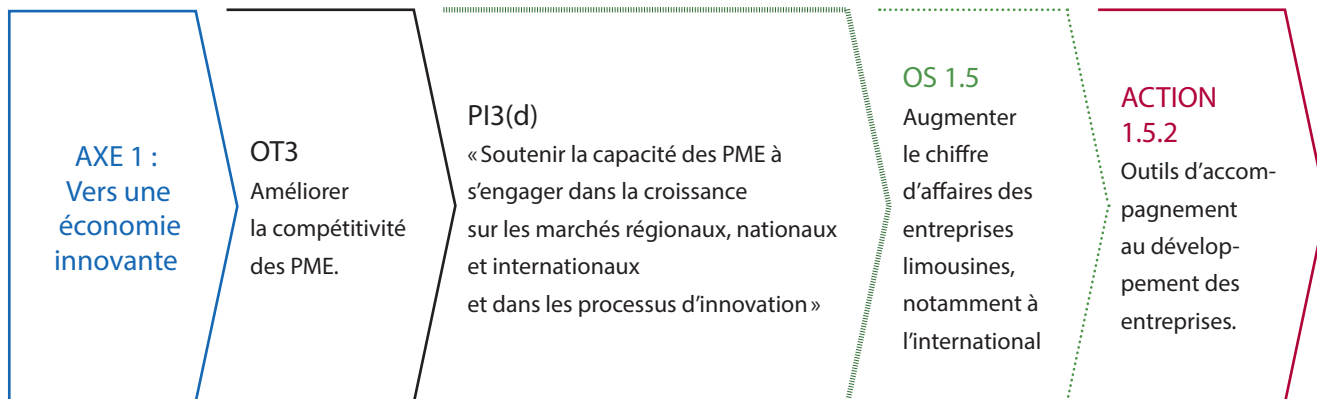 AXE 1 :
Vers une
économie
innovante
OT3
Améliorer
la compétitivité
des PME.
PI3(d)
« Soutenir la capacité des PME à
s’engager dans la croissance
sur les marchés régionaux, nationaux
et internationaux
et dans les processus d’innovation »
OS 1.5
Augmenter
le chiffre
d’affaires des
entreprises
limousines,
notamment à
l’international
ACTION
1.5.2
Outils d’accom-
pagnement
au dévelop-
pement des
entreprises.